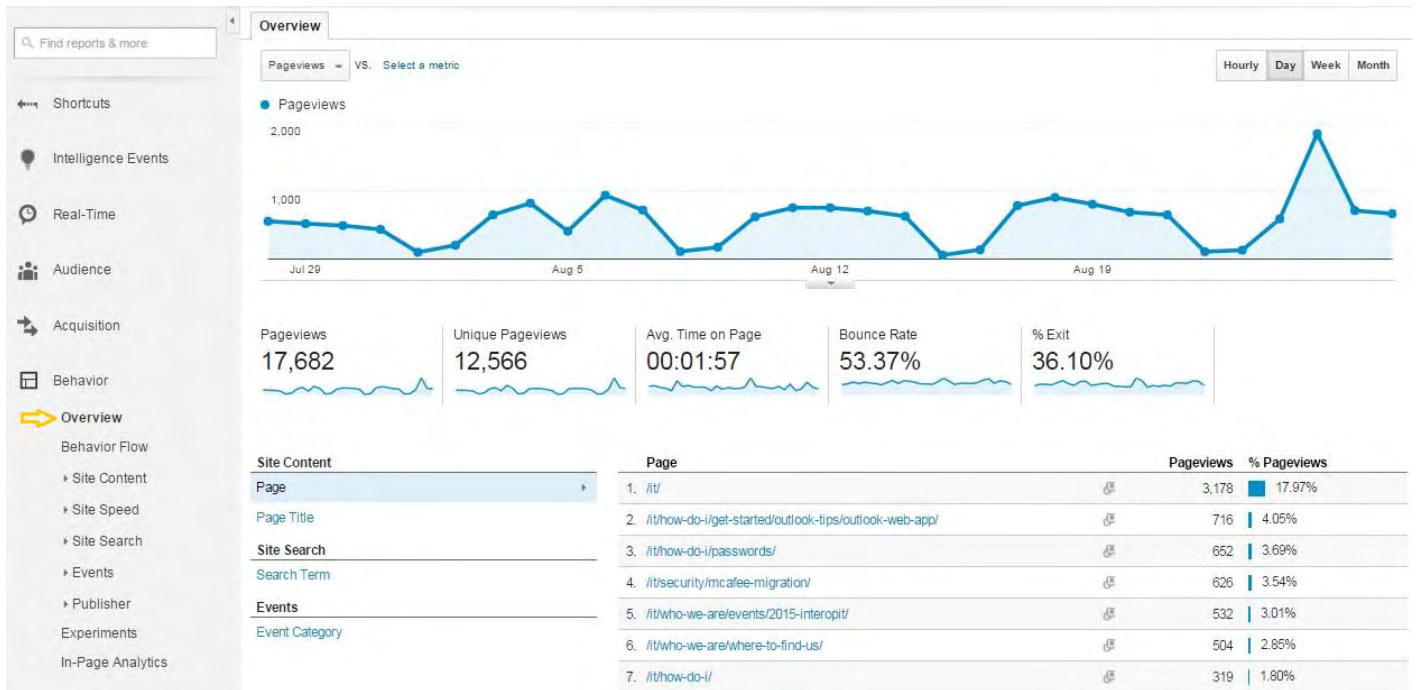 Find reports & more
Shortcuts
Intelligence Events
Real-Time
Audience
Acquisition
Behavior
Overview
Behavior Flow
Site Content
Site Speed
Site Search
Events
Publisher
Experiments
In-Page Analytics
Overview
Pageviews VS. Select a metric
Hourly Day Week Month
Pageviews
2,000
1,000
Jul 29 Aug 5 Aug 12 Aug 19
Pageviews
17,682
Unique Pageviews
12,566
Avg. Time on Page
00:01:57
Bounce Rate
53.37%
% Exit
36.10%
Site Content
Page
Page Title
Site Search
Search Term
Events
Event Category
Page Pageviews % Pageviews
1. /it/ 3,178 17.97%
2. /it/how-do-i/get-started/outlook-tips/outlook-web-app/ 716 4.05%
3. /it/how-do-i/passwords/ 652 3.69%
4. /it/security/mcafee-migration/ 626 3.54%
5. /it/who-we-are/events/2015-interopit/ 532 3.01%
6. /it/who-we-are/where-to-find-us/ 504 2.85%
7. /it/how-do-i/ 319 1.80%